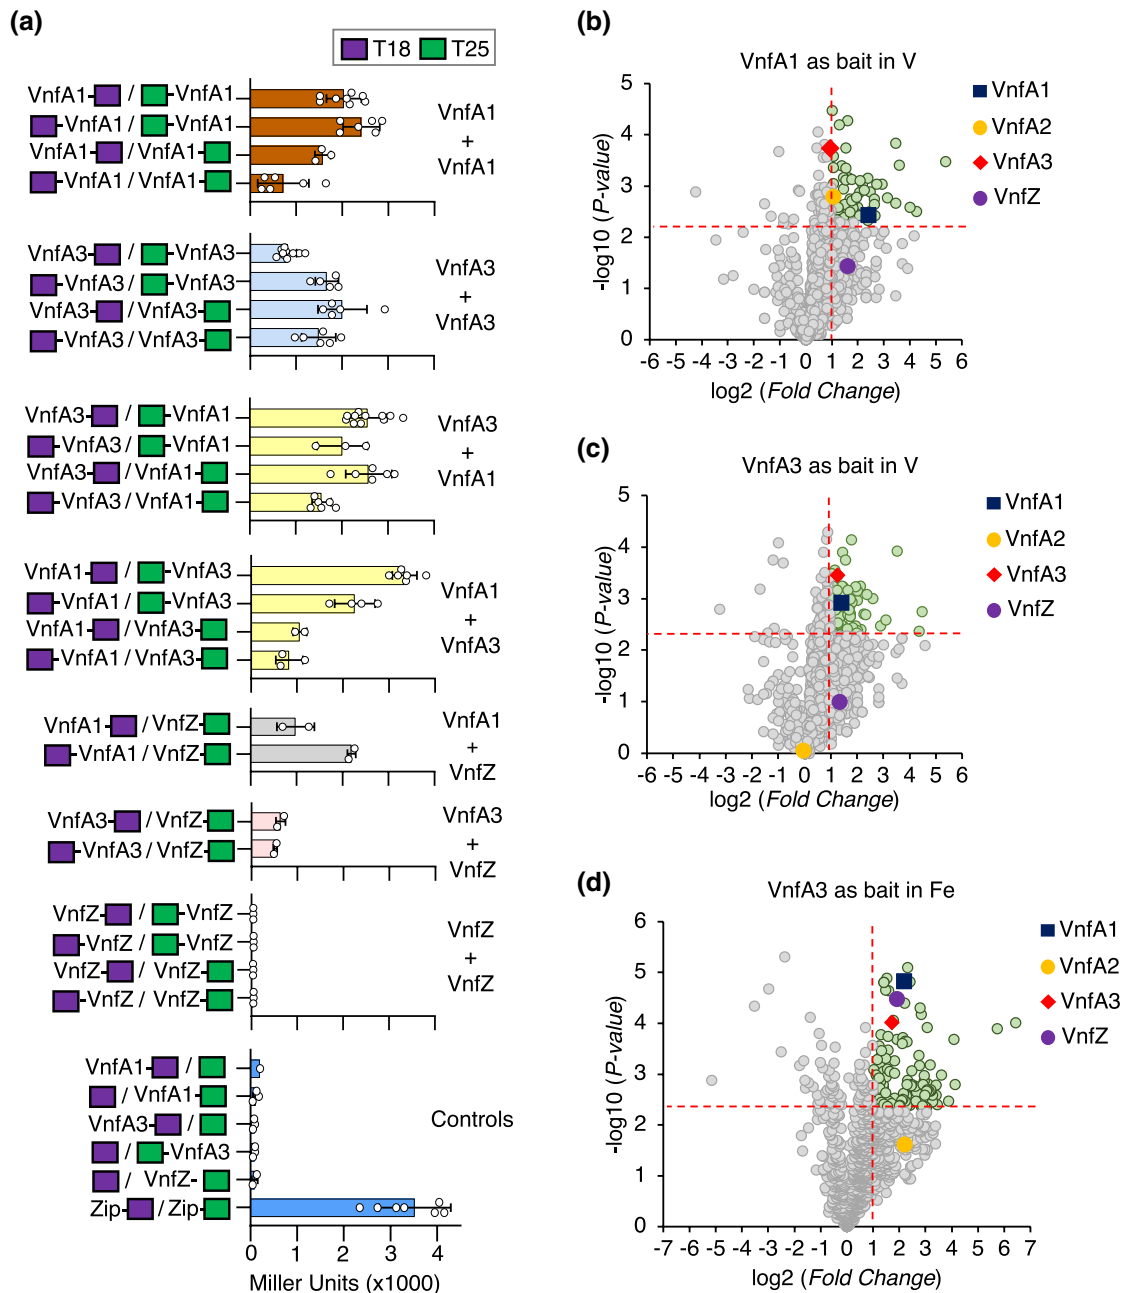 (a)
T18 T25
VnfA1- / -VnfA1
-VnfA1 / -VnfA1
VnfA1- / VnfA1-
-VnfA1 / VnfA1-
VnfA1
+
VnfA1
VnfA3- / -VnfA3
-VnfA3 / -VnfA3
VnfA3- / VnfA3-
-VnfA3 / VnfA3-
VnfA3
+
VnfA3
VnfA3- / -VnfA1
-VnfA3 / -VnfA1
VnfA3- / VnfA1-
-VnfA3 / VnfA1-
VnfA3
+
VnfA1
VnfA1- / -VnfA3
-VnfA1 / -VnfA3
VnfA1- / VnfA3-
-VnfA1 / VnfA3-
VnfA1
+
VnfA3
VnfA1- / VnfZ-
-VnfA1 / VnfZ-
VnfA1
+
VnfZ
VnfA3- / VnfZ-
-VnfA3 / VnfZ-
VnfA3
+
VnfZ
VnfZ- / -VnfZ
-VnfZ / -VnfZ
VnfZ- / VnfZ-
-VnfZ / VnfZ-
VnfZ
+
VnfZ
VnfA1- /
/ VnfA1-
VnfA3- /
/ -VnfA3
/ VnfZ-
Zip- / Zip-
Controls
0 1 2 3 4
Miller Units (x1000)
(b)
VnfA1 as bait in V
5
4
3
2
1
0
-log10 (P-value)
-6 -5 -4 -3 -2 -1 0 1 2 3 4 5 6
log2 (Fold Change)
VnfA1
VnfA2
VnfA3
VnfZ
(c)
VnfA3 as bait in V
5
4
3
2
1
0
-log10 (P-value)
-6 -5 -4 -3 -2 -1 0 1 2 3 4 5 6
log2 (Fold Change)
VnfA1
VnfA2
VnfA3
VnfZ
(d)
VnfA3 as bait in Fe
6
5
4
3
2
1
0
-log10 (P-value)
-7 -6 -5 -4 -3 -2 -1 0 1 2 3 4 5 6 7
log2 (Fold Change)
VnfA1
VnfA2
VnfA3
VnfZ